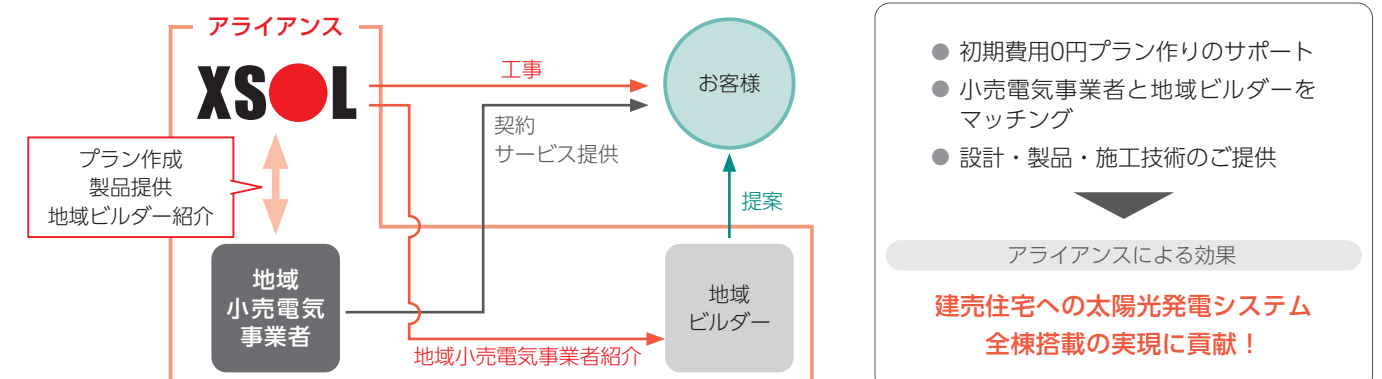 アライアンス
XSOL
工事
お客様
契約
サービス提供
プラン作成
製品提供
地域ビルダー紹介
提案
地域
小売電気
事業者
地域
ビルダー
地域小売電気事業者紹介
● 初期費用0円プラン作りのサポート
● 小売電気事業者と地域ビルダーを
マッチング
● 設計・製品・施工技術のご提供
アライアンスによる効果
建売住宅への太陽光発電システム
全棟搭載の実現に貢献！